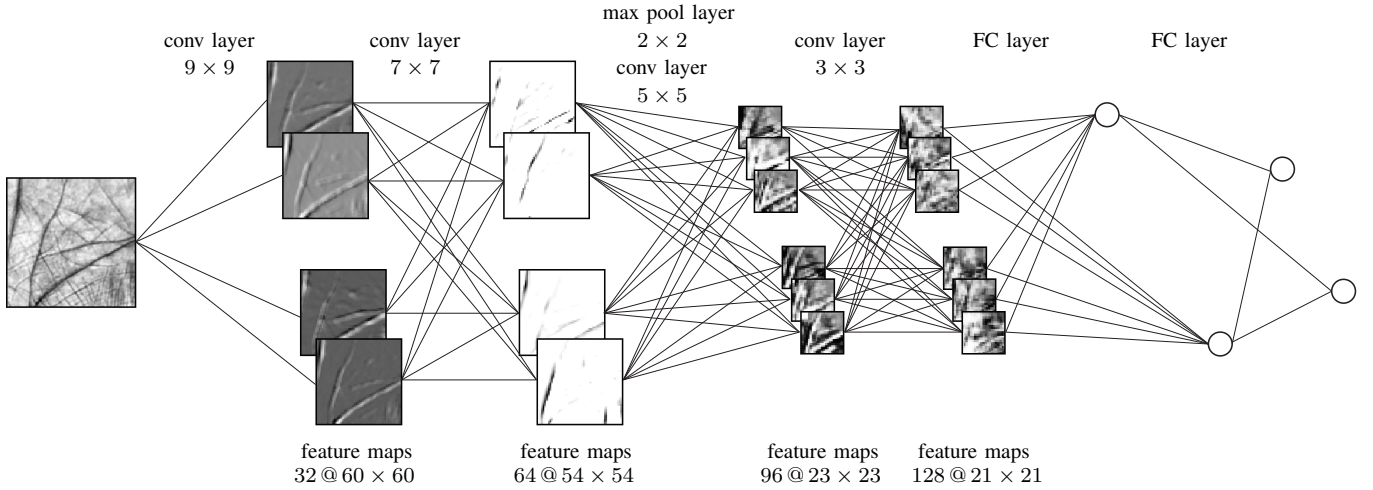 max pool layer
2 × 2
conv layer
9 × 9
conv layer
7 × 7
conv layer
5 × 5
conv layer
3 × 3
FC layer
FC layer
feature maps
32 @ 60 × 60
feature maps
64 @ 54 × 54
feature maps
96 @ 23 × 23
feature maps
128 @ 21 × 21